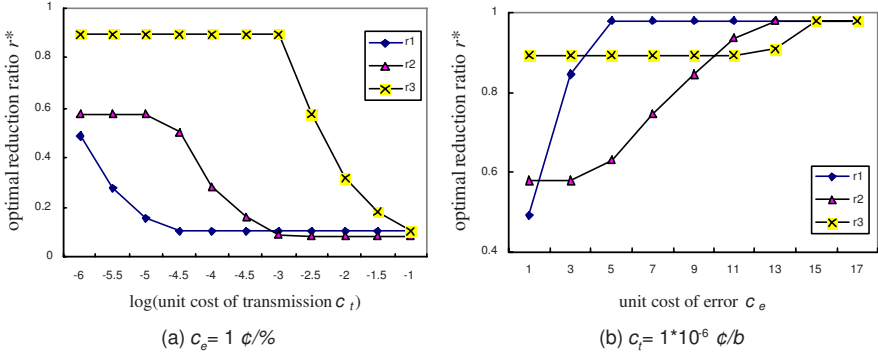 optimal reduction ratio r*
1
0.8
0.6
0.4
0.2
0
-6 -5.5 -5 -4.5 -4 -4.5 -3 -2.5 -2 -1.5 -1
log(unit cost of transmission c t)
r1
r2
r3
(a) ce= 1 ¢/%
optimal reduction ratio r*
1
0.8
0.6
0.4
1 3 5 7 9 11 13 15 17
unit cost of error c e
r1
r2
r3
(b) ct= 1*10-6 ¢/b